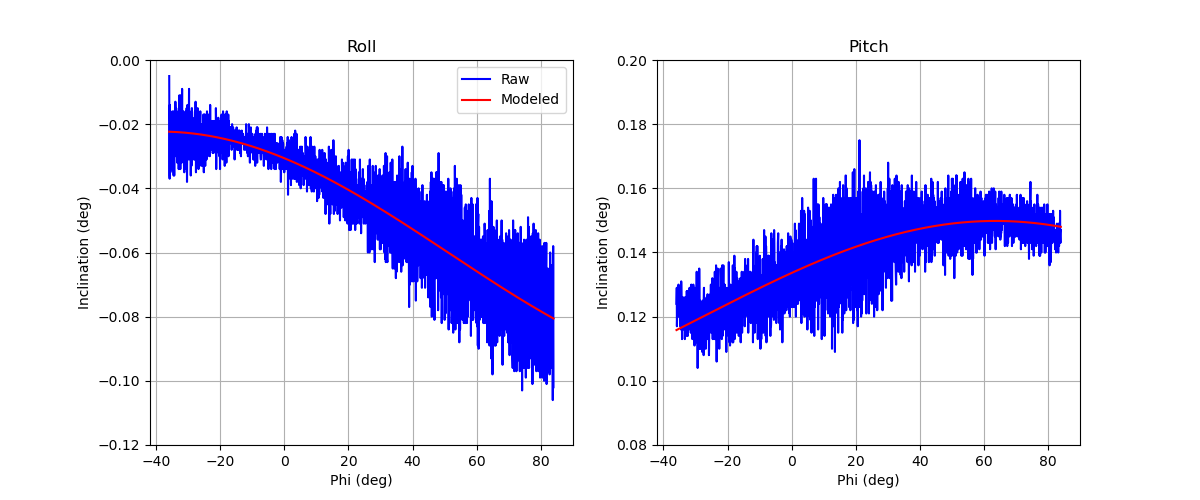 Roll
Pitch
0.00
−0.02
−0.04
−0.06
−0.08
−0.10
−0.12
Inclination (deg)
−40 −20 0 20 40 60 80
Phi (deg)
Raw
Modeled
0.20
0.18
0.16
0.14
0.12
0.10
0.08
Inclination (deg)
−40 −20 0 20 40 60 80
Phi (deg)